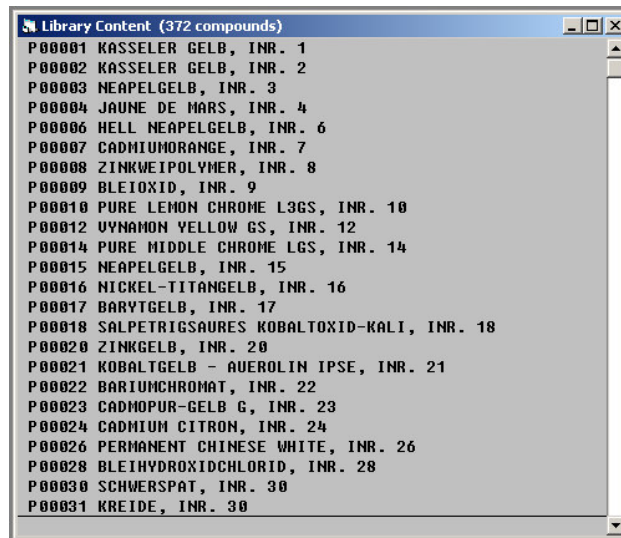 Library Content (372 compounds)
P00001 KASSELER GELB, INR. 1
P00002 KASSELER GELB, INR. 2
P00003 NEAPELGELB, INR. 3
P00004 JAUNE DE MARS, INR. 4
P00006 HELL NEAPELGELB, INR. 6
P00007 CADMIUMORANGE, INR. 7
P00008 ZINKWEIPOLYMER, INR. 8
P00009 BLEIOXID, INR. 9
P00010 PURE LEMON CHROME L3GS, INR. 10
P00012 VYNAMON YELLOW GS, INR. 12
P00014 PURE MIDDLE CHROME LGS, INR. 14
P00015 NEAPELGELB, INR. 15
P00016 NICKEL-TITANGELB, INR. 16
P00017 BARYTGELB, INR. 17
P00018 SALPETRIGSAURES KOBALTOXID-KALI, INR. 18
P00020 ZINKGELB, INR. 20
P00021 KOBALTGELB - AUEROLIN IPSE, INR. 21
P00022 BARIUMCHROMAT, INR. 22
P00023 CADMOPUR-GELB G, INR. 23
P00024 CADMIUM CITRON, INR. 24
P00026 PERMANENT CHINESE WHITE, INR. 26
P00028 BLEIHYDROXIDCHLORID, INR. 28
P00030 SCHWERSPAT, INR. 30
P00031 KREIDE, INR. 30